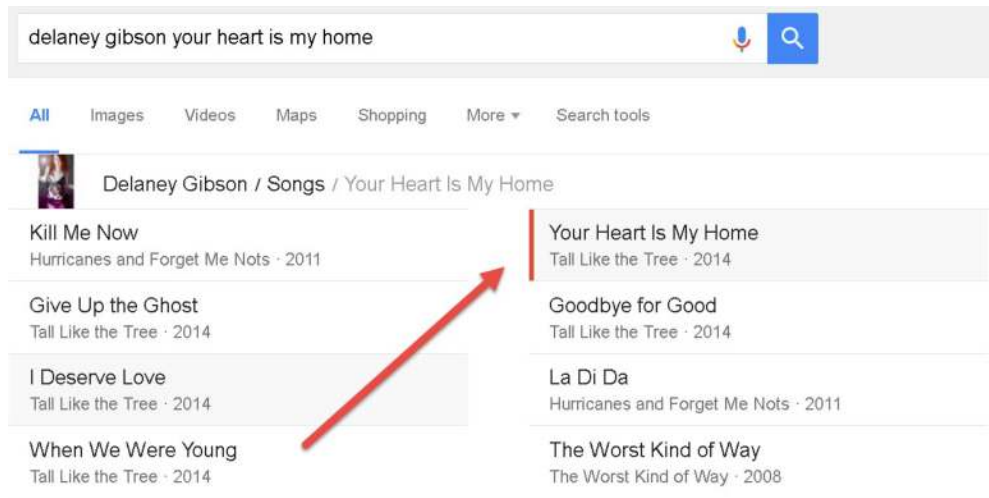 delaney gibson your heart is my home
All Images Videos Maps Shopping More Search tools
Delaney Gibson / Songs / Your Heart Is My Home
Kill Me Now
Hurricanes and Forget Me Nots · 2011
Give Up the Ghost
Tall Like the Tree · 2014
I Deserve Love
Tall Like the Tree · 2014
When We Were Young
Tall Like the Tree · 2014
Your Heart Is My Home
Tall Like the Tree · 2014
Goodbye for Good
Tall Like the Tree · 2014
La Di Da
Hurricanes and Forget Me Nots · 2011
The Worst Kind of Way
The Worst Kind of Way · 2008